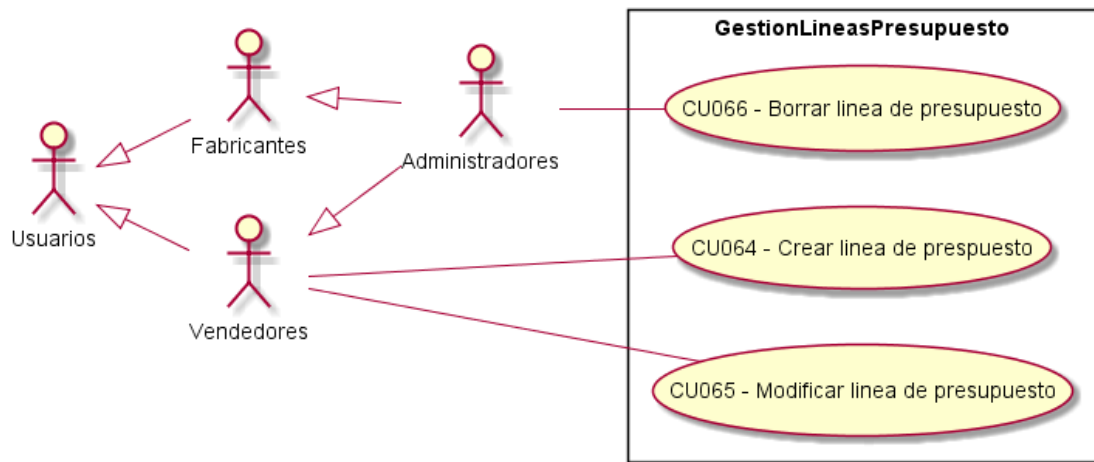 GestionLineasPresupuesto
CU066 - Borrar linea de presupuesto
Fabricantes
Administradores
Usuarios
CU064 - Crear linea de prespuesto
Vendedores
CU065 - Modificar linea de presupuesto